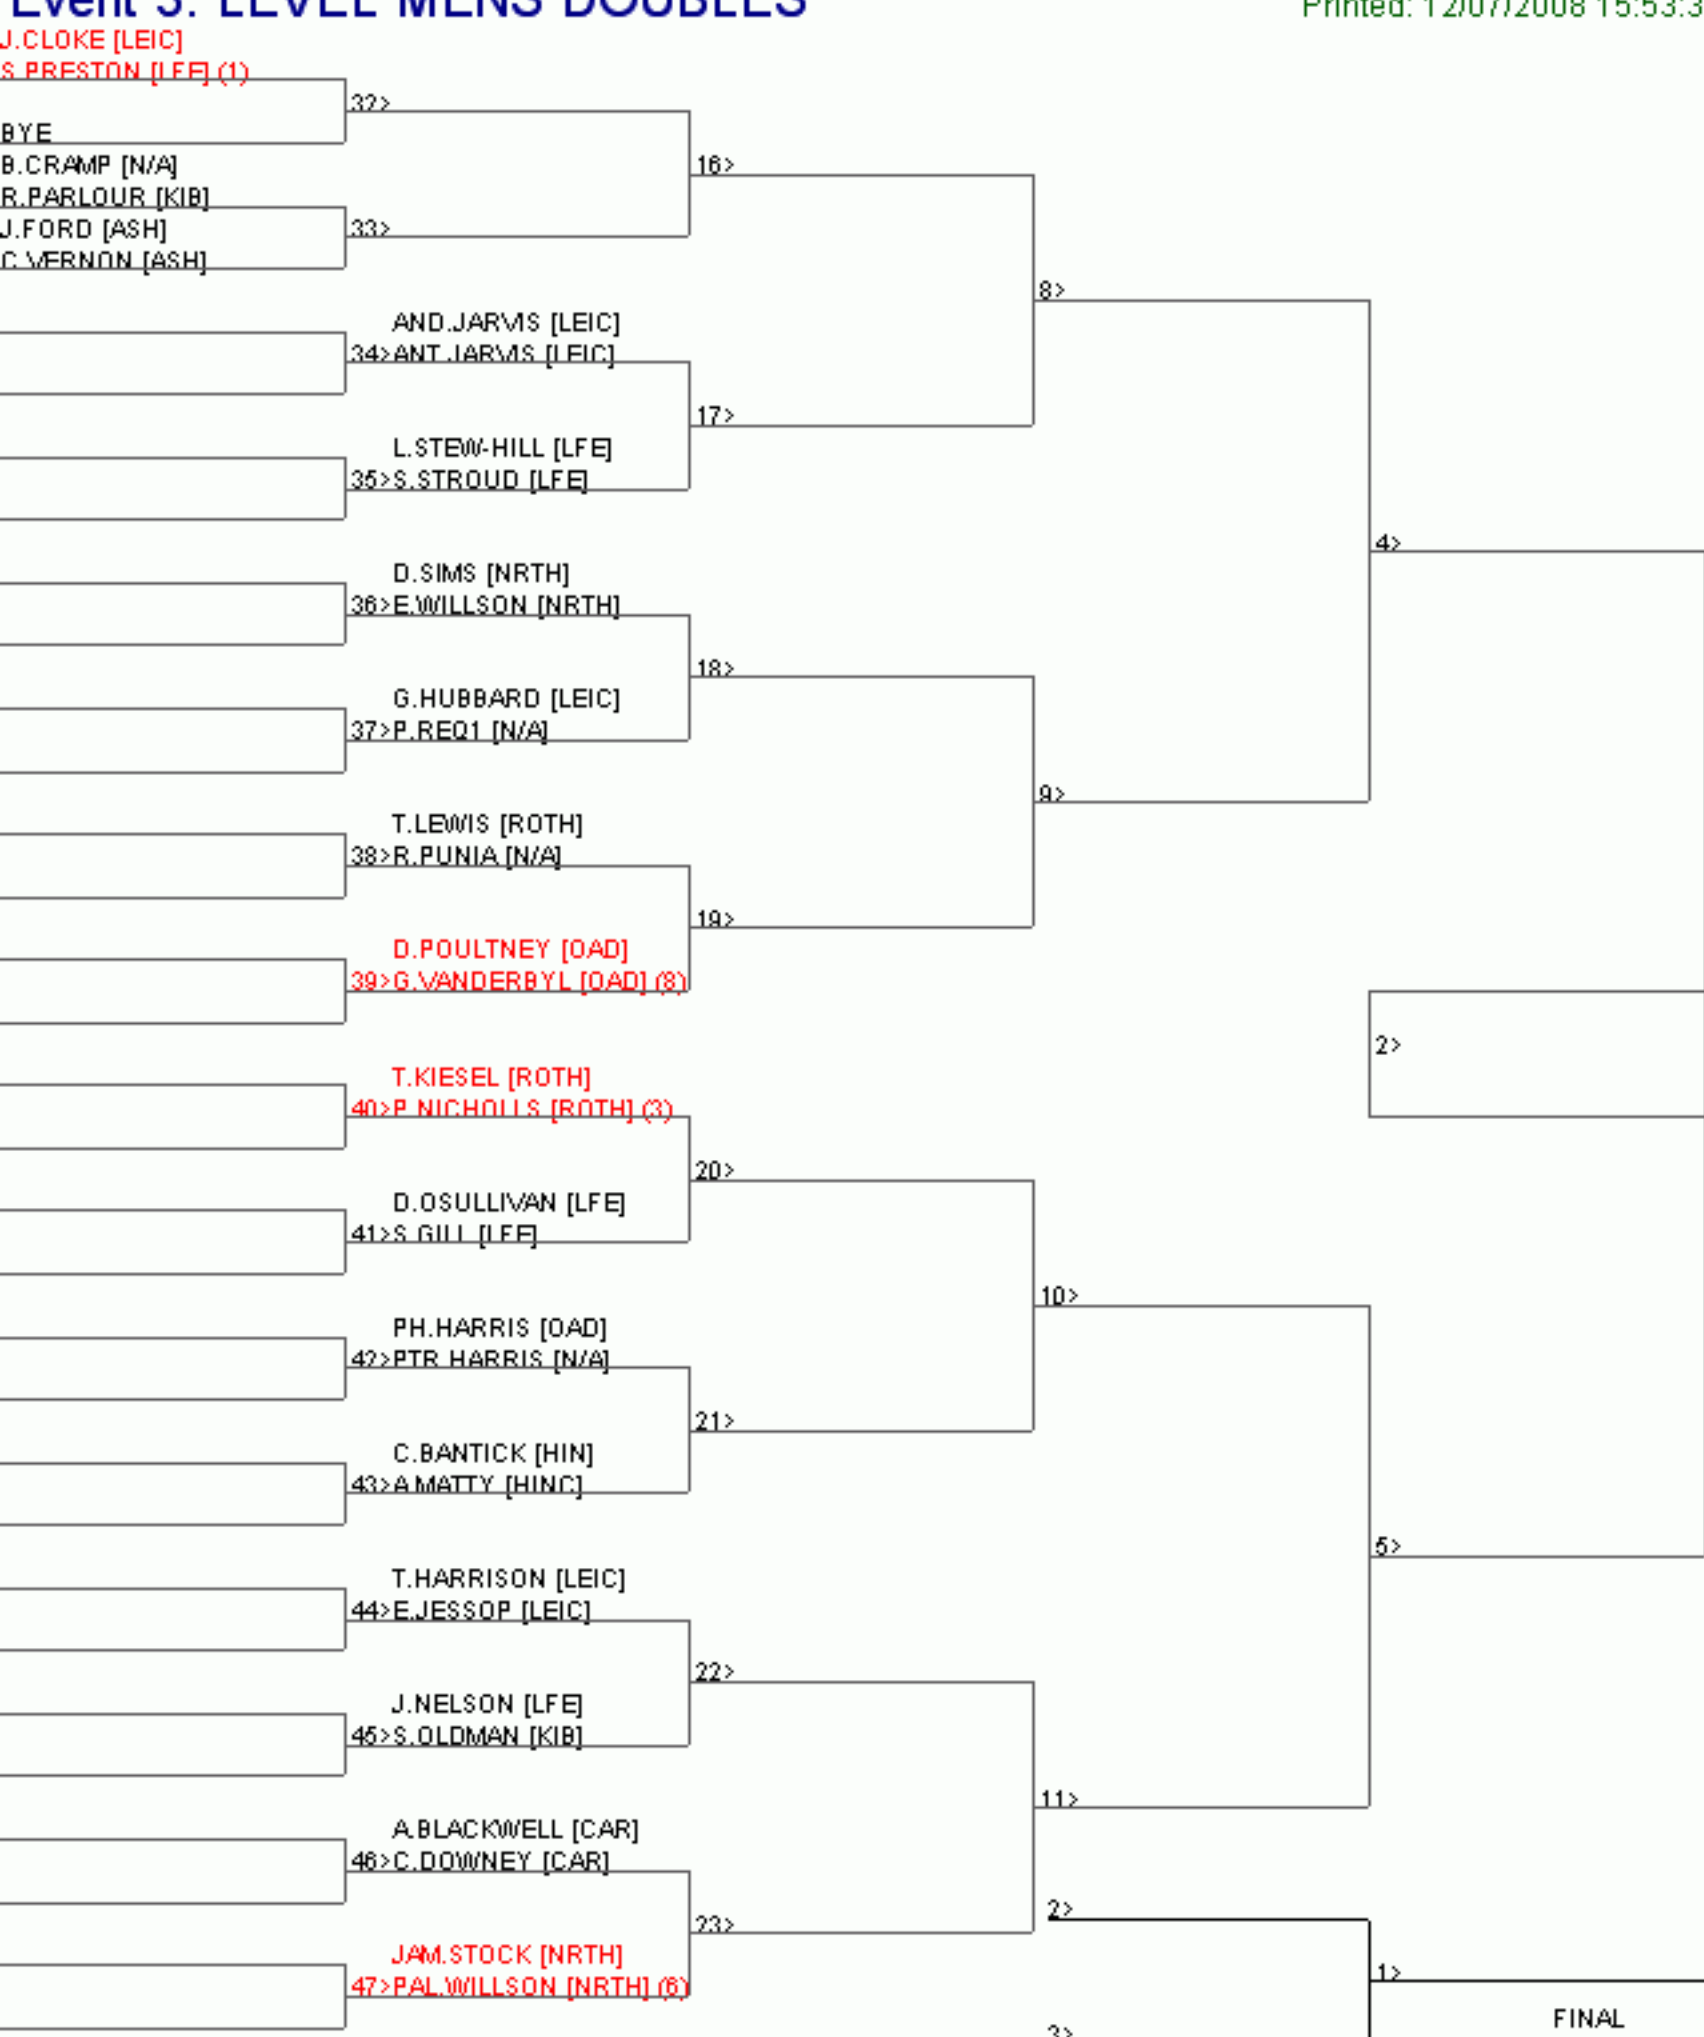 Event 3: LEVEL MENS DOUBLES
Printed: 12/07/2008 15:53:3
J.CLOKE [LEIC]
S.PRESTON [LFE] (1)
32>
BYE
B.CRAMP [N/A]
16>
R.PARLOUR [KIB]
J.FORD [ASH]
33>
C.VERNON [ASH]
8>
AND.JARVIS [LEIC]
34>ANT.JARVIS [LEIC]
17>
L.STEW-HILL [LFE]
35>S.STROUD [LFE]
4>
D.SIMS [NRTH]
36>E.WILLSON [NRTH]
18>
G.HUBBARD [LEIC]
37>P.REQ1 [N/A]
9>
T.LEWIS [ROTH]
38>R.PUNIA [N/A]
19>
D.POULTNEY [OAD]
39>G.VANDERBYL [OAD] (8)
2>
T.KIESEL [ROTH]
40>P.NICHOLLS [ROTH] (3)
20>
D.OSULLIVAN [LFE]
41>S.GILL [LFE]
10>
PH.HARRIS [OAD]
42>PTR.HARRIS [N/A]
21>
C.BANTICK [HIN]
43>A.MATTY [HINC]
5>
T.HARRISON [LEIC]
44>E.JESSOP [LEIC]
22>
J.NELSON [LFE]
45>S.OLDMAN [KIB]
11>
A.BLACKWELL [CAR]
46>C.DOWNEY [CAR]
2>
23>
JAM.STOCK [NRTH]
1>
47>PAL.WILLSON [NRTH] (6)
FINAL
3>